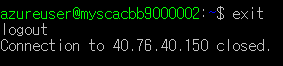 azureuser@myscacbb9000002:~$ exit
logout
Connection to 40.76.40.150 closed.